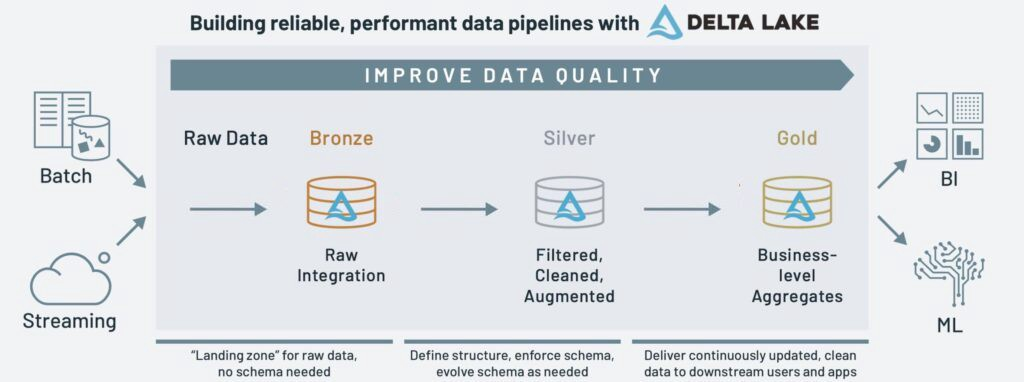 Building reliable, performant data pipelines with DELTA LAKE
IMPROVE DATA QUALITY
Raw Data
Bronze
Silver
Gold
Batch
BI
Raw
Integration
Filtered,
Cleaned,
Augmented
Business-
level
Aggregates
Streaming
ML
“Landing zone” for raw data,
no schema needed
Define structure, enforce schema,
evolve schema as needed
Deliver continuously updated, clean
data to downstream users and apps